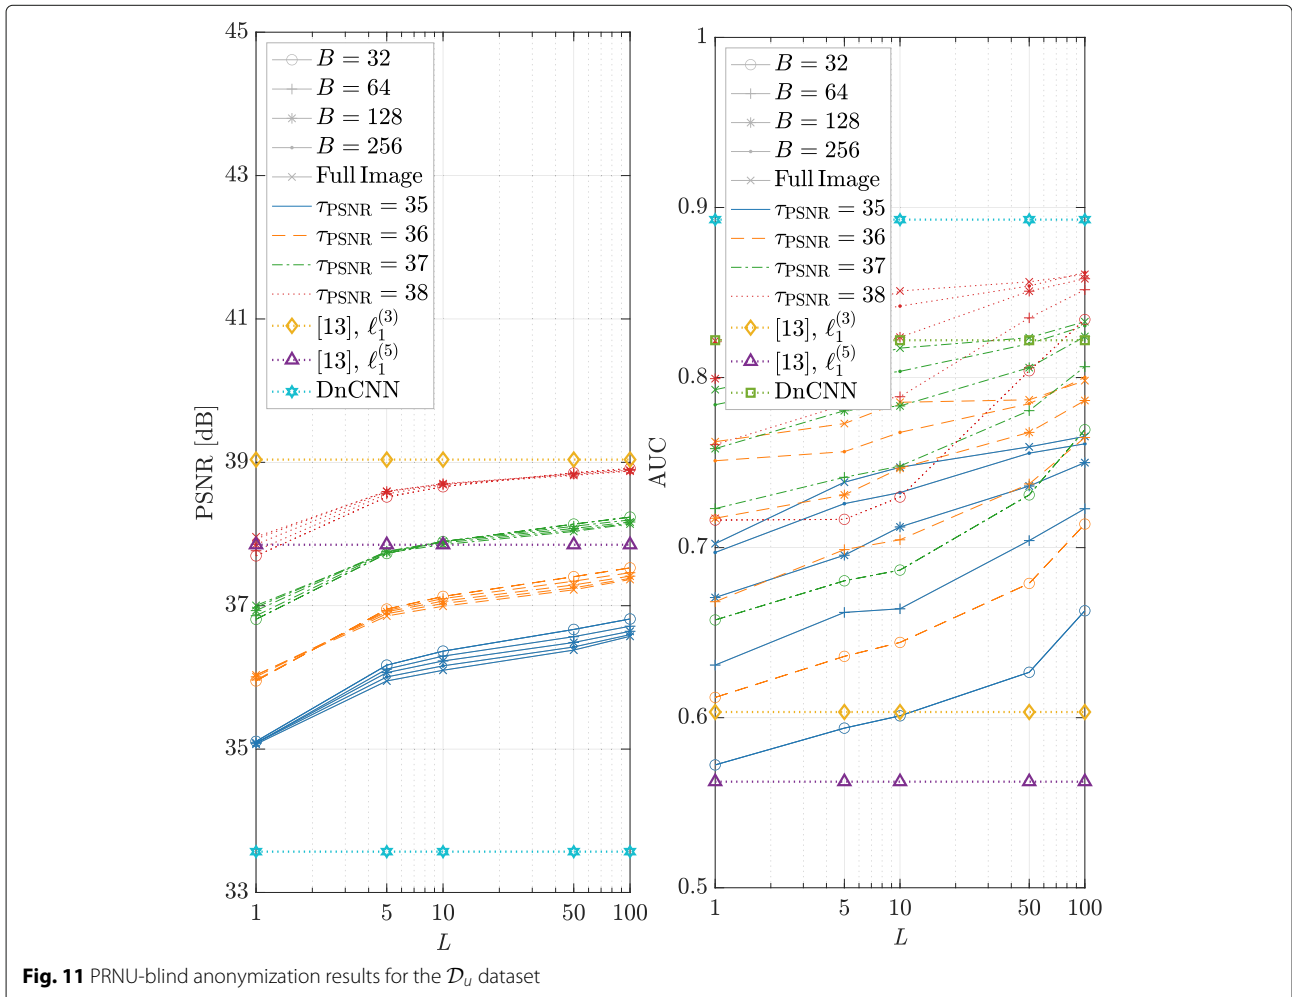 45
43
41
39
37
35
33
PSNR [dB]
B = 32
B = 64
B = 128
B = 256
Full Image
τPSNR = 35
τPSNR = 36
τPSNR = 37
τPSNR = 38
[13], ℓ₁⁽³⁾
[13], ℓ₁⁽⁵⁾
DnCNN
1 5 10 50 100
L
1
0.9
0.8
0.7
0.6
0.5
AUC
B = 32
B = 64
B = 128
B = 256
Full Image
τPSNR = 35
τPSNR = 36
τPSNR = 37
τPSNR = 38
[13], ℓ₁⁽³⁾
[13], ℓ₁⁽⁵⁾
DnCNN
1 5 10 50 100
L
Fig. 11 PRNU-blind anonymization results for the 𝒟ᵤ dataset